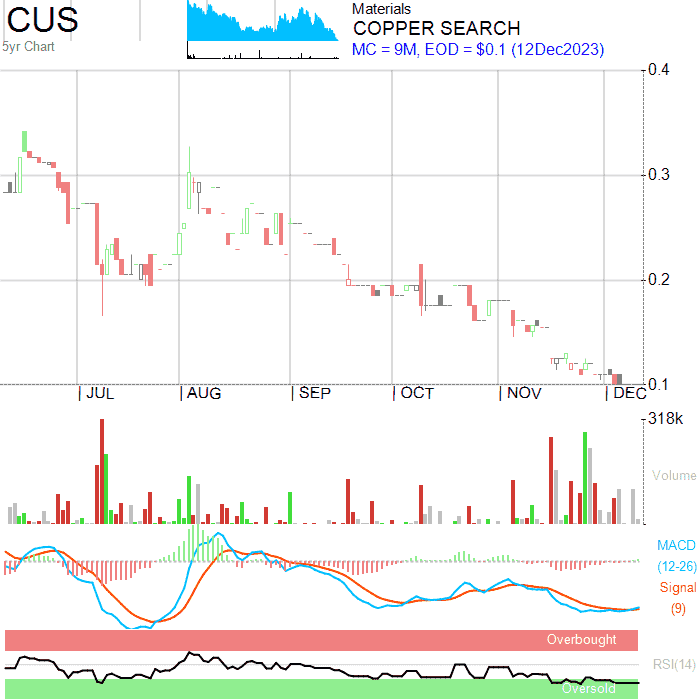 CUS
5yr Chart
Materials
COPPER SEARCH
MC = 9M, EOD = $0.1 (12Dec2023)
0.4
0.3
0.2
0.1
JUL
AUG
SEP
OCT
NOV
DEC
318k
Volume
MACD
(12-26)
Signal
(9)
Overbought
RSI(14)
Oversold